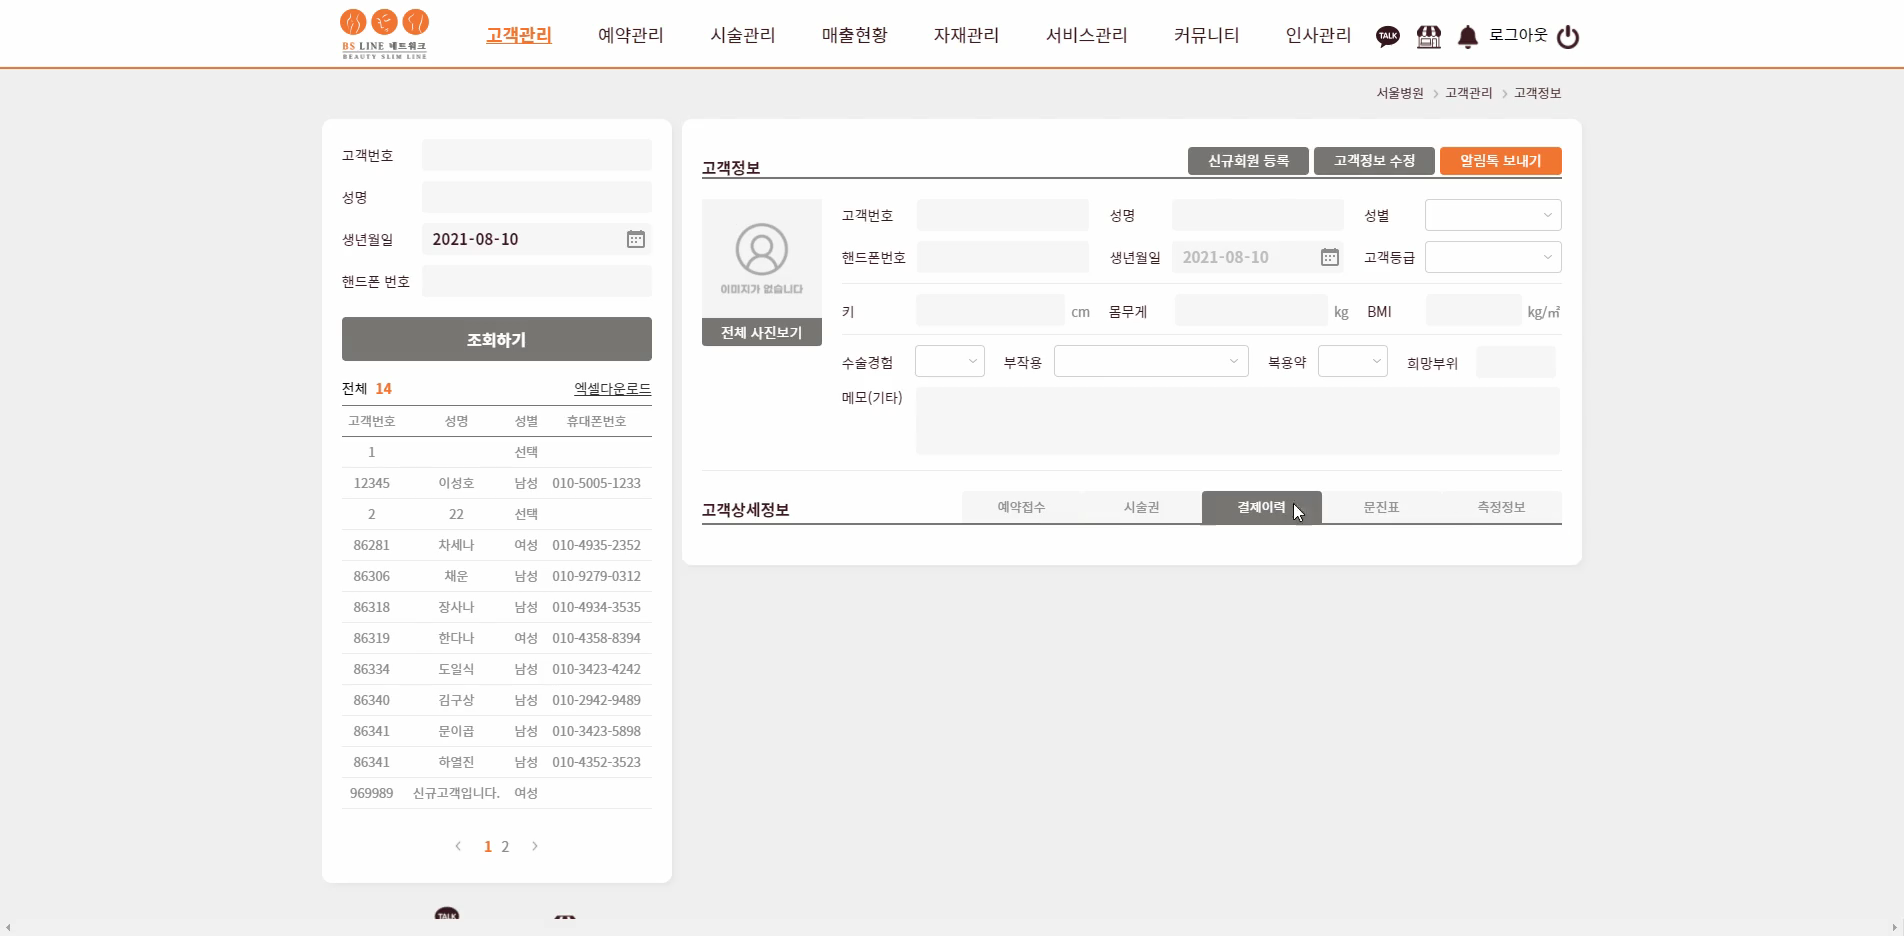 BS LINE 네트워크
BEAUTY SLIM LINE
고객관리 예약관리 시술관리 매출현황 자재관리 서비스관리 커뮤니티 인사관리 TALK 로그아웃
서울병원 > 고객관리 > 고객정보
고객번호
성명
생년월일 2021-08-10
핸드폰 번호
조회하기
전체 14 엑셀다운로드
고객번호 성명 성별 휴대폰번호
1 선택
12345 이성호 남성 010-5005-1233
2 22 선택
86281 차세나 여성 010-4935-2352
86306 채운 남성 010-9279-0312
86318 장사나 남성 010-4934-3535
86319 한다나 여성 010-4358-8394
86334 도일식 남성 010-3423-4242
86340 김구상 남성 010-2942-9489
86341 문이곱 남성 010-3423-5898
86341 하열진 남성 010-4352-3523
969989 신규고객입니다. 여성
< 1 2 >
고객정보 신규회원 등록 고객정보 수정 알림톡 보내기
이미지가 없습니다
전체 사진보기
고객번호 성명 성별
핸드폰번호 생년월일 2021-08-10 고객등급
키 cm 몸무게 kg BMI kg/㎡
수술경험 부작용 복용약 희망부위
메모(기타)
고객상세정보 예약접수 시술권 결제이력 문진표 측정정보
TALK